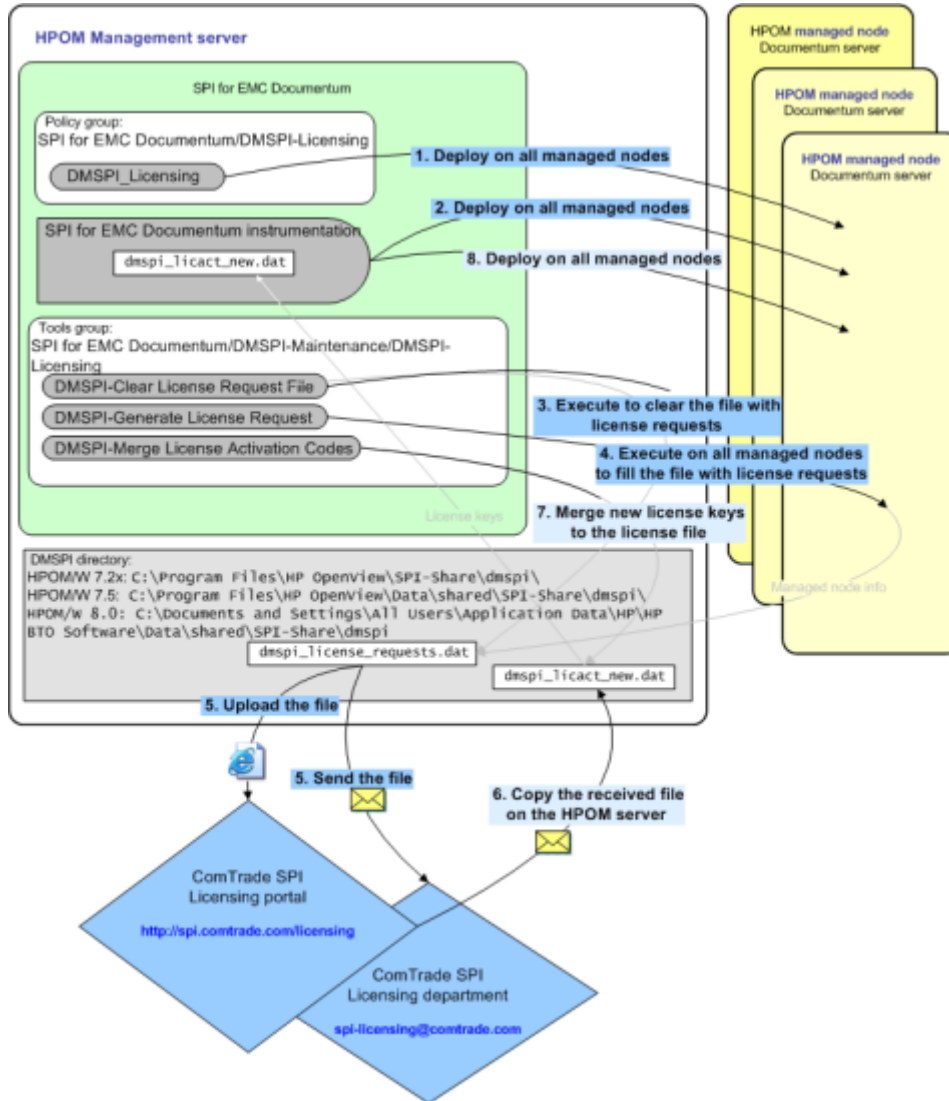 HPOM Management server
SPI for EMC Documentum
Policy group:
SPI for EMC Documentum/DMSPI-Licensing
DMSPI_Licensing
SPI for EMC Documentum instrumentation
dmspi_licact_new.dat
Tools group:
SPI for EMC Documentum/DMSPI-Maintenance/DMSPI-
Licensing
DMSPI-Clear License Request File
DMSPI-Generate License Request
DMSPI-Merge License Activation Codes
HPOM managed node
Documentum server
HPOM managed node
Documentum server
HPOM managed node
Documentum server
1. Deploy on all managed nodes
2. Deploy on all managed nodes
8. Deploy on all managed nodes
3. Execute to clear the file with
license requests
4. Execute on all managed nodes
to fill the file with license requests
License keys
7. Merge new license keys
to the license file
Managed node info
DMSPI directory:
HPOM/W 7.2x: C:\Program Files\HP OpenView\SPI-Share\dmspi\
HPOM/W 7.5: C:\Program Files\HP OpenView\Data\shared\SPI-Share\dmspi\
HPOM/W 8.0: C:\Documents and Settings\All Users\Application Data\HP\HP
BTO Software\Data\shared\SPI-Share\dmspi
dmspi_license_requests.dat
dmspi_licact_new.dat
5. Upload the file
5. Send the file
6. Copy the received file
on the HPOM server
ComTrade SPI
Licensing portal
http://spi.comtrade.com/licensing
ComTrade SPI
Licensing department
spi-licensing@comtrade.com